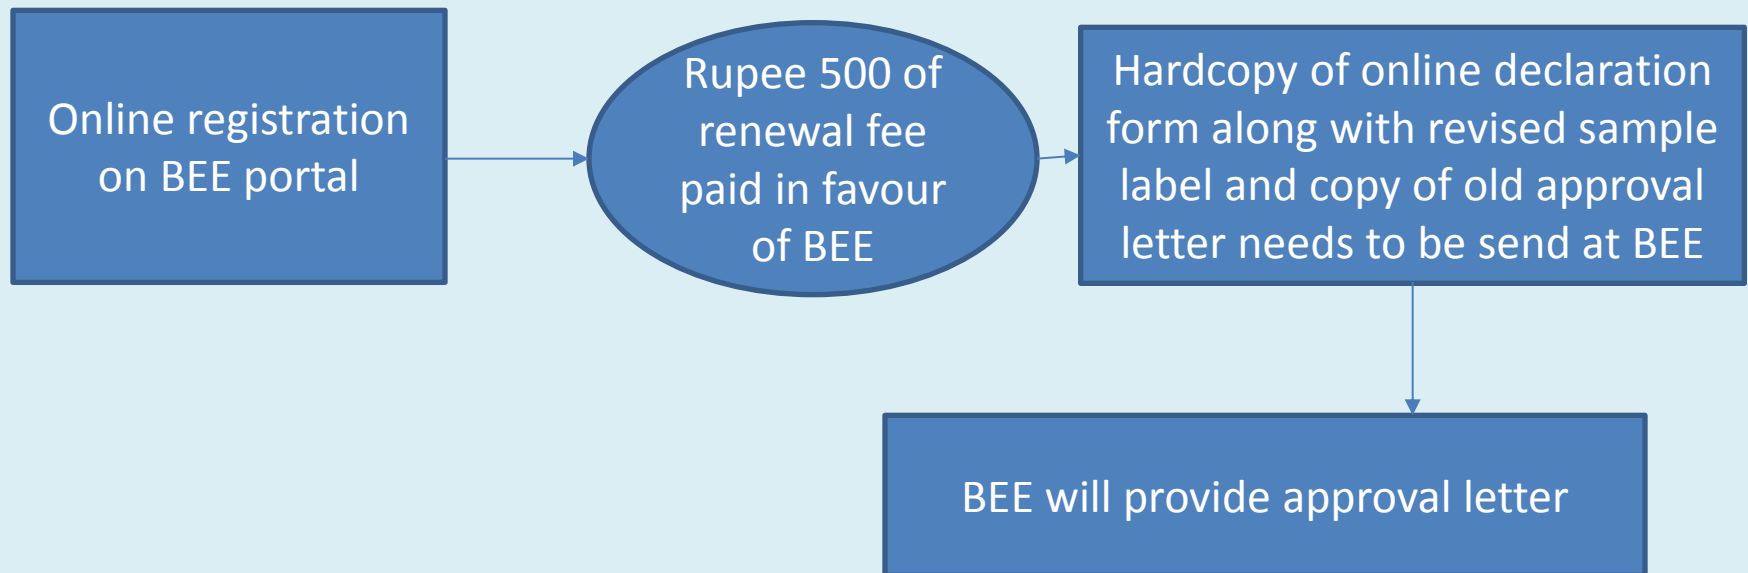 Online registration
on BEE portal
Rupee 500 of
renewal fee
paid in favour
of BEE
Hardcopy of online declaration
form along with revised sample
label and copy of old approval
letter needs to be send at BEE
BEE will provide approval letter